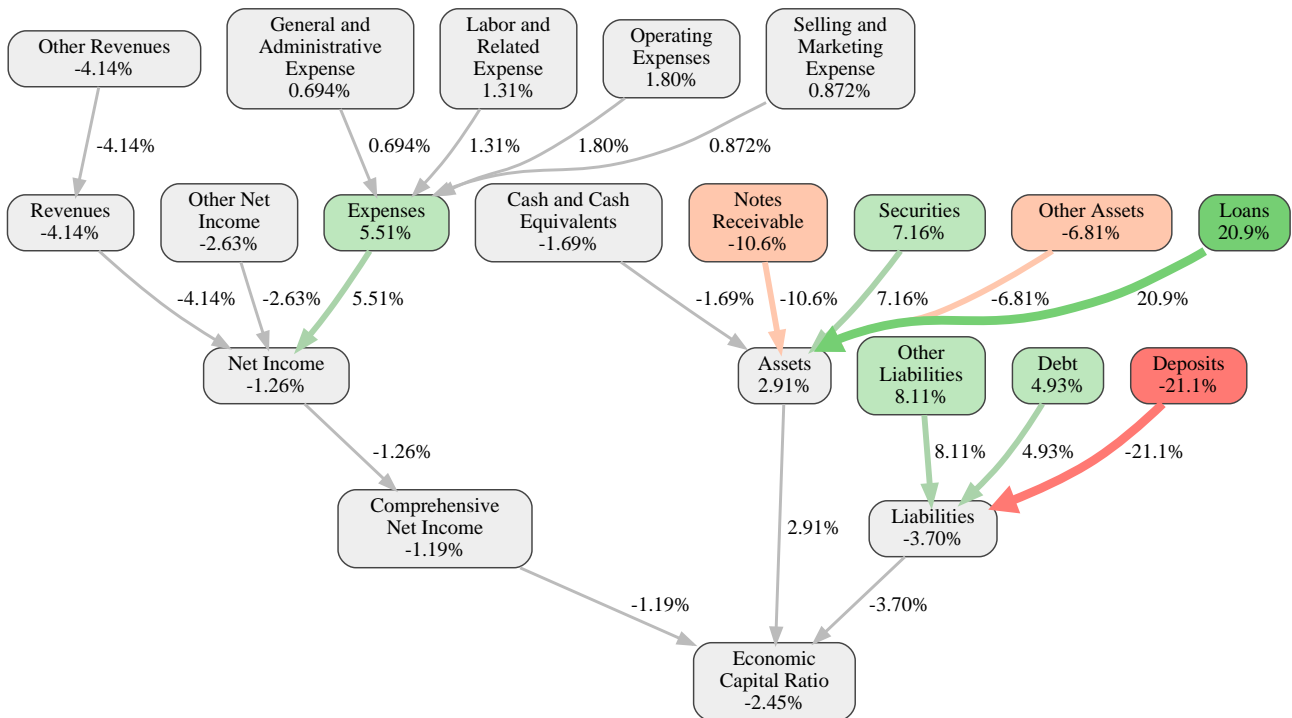 Other Revenues
-4.14%
General and
Administrative
Expense
0.694%
Labor and
Related
Expense
1.31%
Operating
Expenses
1.80%
Selling and
Marketing
Expense
0.872%
-4.14%
0.694%
1.31%
1.80%
0.872%
Revenues
-4.14%
Other Net
Income
-2.63%
Expenses
5.51%
Cash and Cash
Equivalents
-1.69%
Notes
Receivable
-10.6%
Securities
7.16%
Other Assets
-6.81%
Loans
20.9%
-4.14%
-2.63%
5.51%
-1.69%
-10.6%
7.16%
-6.81%
20.9%
Net Income
-1.26%
Assets
2.91%
Other
Liabilities
8.11%
Debt
4.93%
Deposits
-21.1%
-1.26%
8.11%
4.93%
-21.1%
Comprehensive
Net Income
-1.19%
2.91%
Liabilities
-3.70%
-1.19%
-3.70%
Economic
Capital Ratio
-2.45%